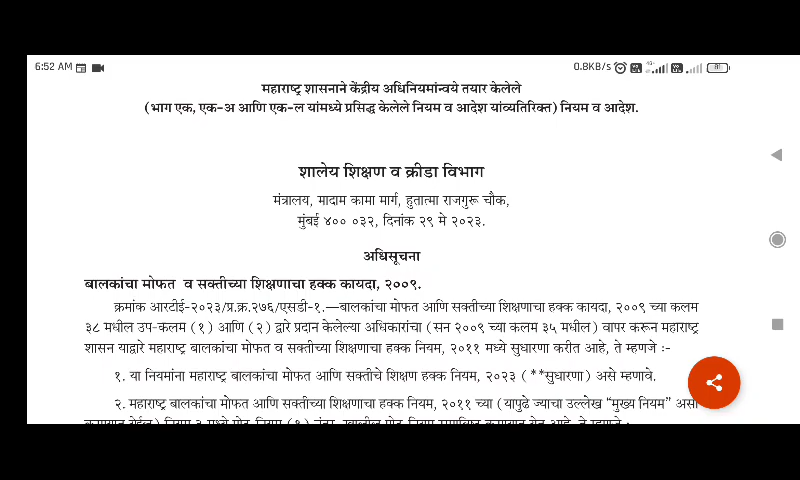 6:52 AM
0.8KB/s
महाराष्ट्र शासनाने केंद्रीय अधिनियमांन्वये तयार केलेले
(भाग एक, एक-अ आणि एक-ल यांमध्ये प्रसिद्ध केलेले नियम व आदेश यांव्यतिरिक्त) नियम व आदेश.
शालेय शिक्षण व क्रीडा विभाग
मंत्रालय, मादाम कामा मार्ग, हुतात्मा राजगुरू चौक,
मुंबई ४०० ०३२, दिनांक २९ मे २०२३.
अधिसूचना
बालकांचा मोफत व सक्तीच्या शिक्षणाचा हक्क कायदा, २००९.
क्रमांक आरटीई-२०२३/प्र.क्र.२७६/एसडी-१.—बालकांचा मोफत आणि सक्तीच्या शिक्षणाचा हक्क कायदा, २००९ च्या कलम
३८ मधील उप-कलम (१) आणि (२) द्वारे प्रदान केलेल्या अधिकारांचा (सन २००९ च्या कलम ३५ मधील) वापर करून महाराष्ट्र
शासन याद्वारे महाराष्ट्र बालकांचा मोफत व सक्तीच्या शिक्षणाचा हक्क नियम, २०११ मध्ये सुधारणा करीत आहे, ते म्हणजे :-
१. या नियमांना महाराष्ट्र बालकांचा मोफत आणि सक्तीचे शिक्षण हक्क नियम, २०२३ (**सुधारणा) असे म्हणावे.
२. महाराष्ट्र बालकांचा मोफत आणि सक्तीच्या शिक्षणाचा हक्क नियम, २०११ च्या (यापुढे ज्याचा उल्लेख “मुख्य नियम” असा